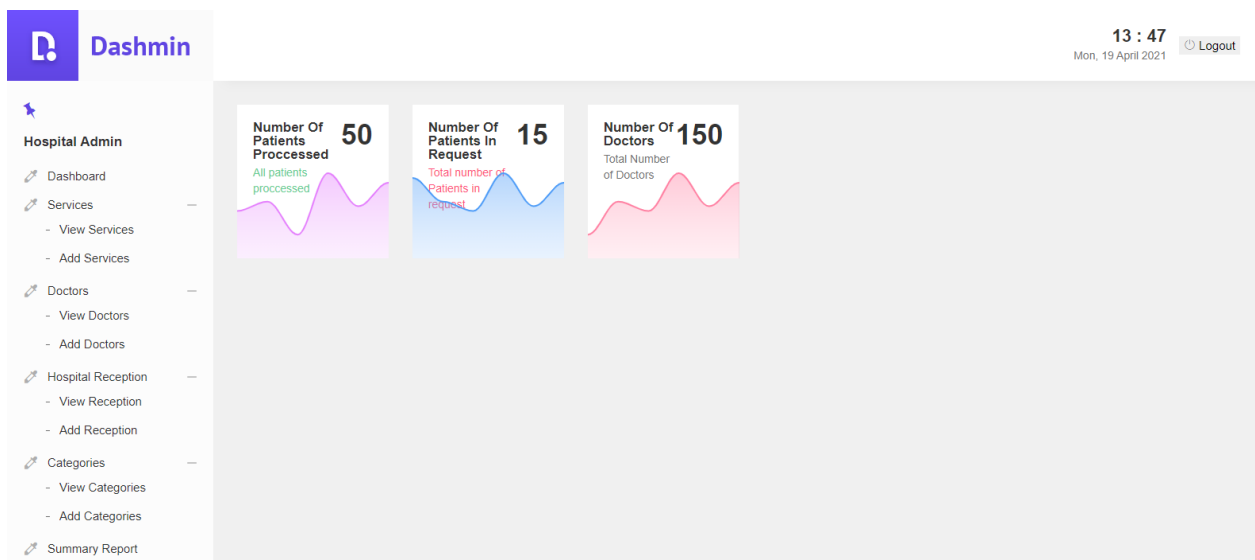 D.
Dashmin
13 : 47
Mon, 19 April 2021
Logout
Hospital Admin
Dashboard
Services
- View Services
- Add Services
Doctors
- View Doctors
- Add Doctors
Hospital Reception
- View Reception
- Add Reception
Categories
- View Categories
- Add Categories
Summary Report
Number Of
Patients
Proccessed
50
All patients
proccessed
Number Of
Patients In
Request
15
Total number of
Patients in
request
Number Of
Doctors
150
Total Number
of Doctors